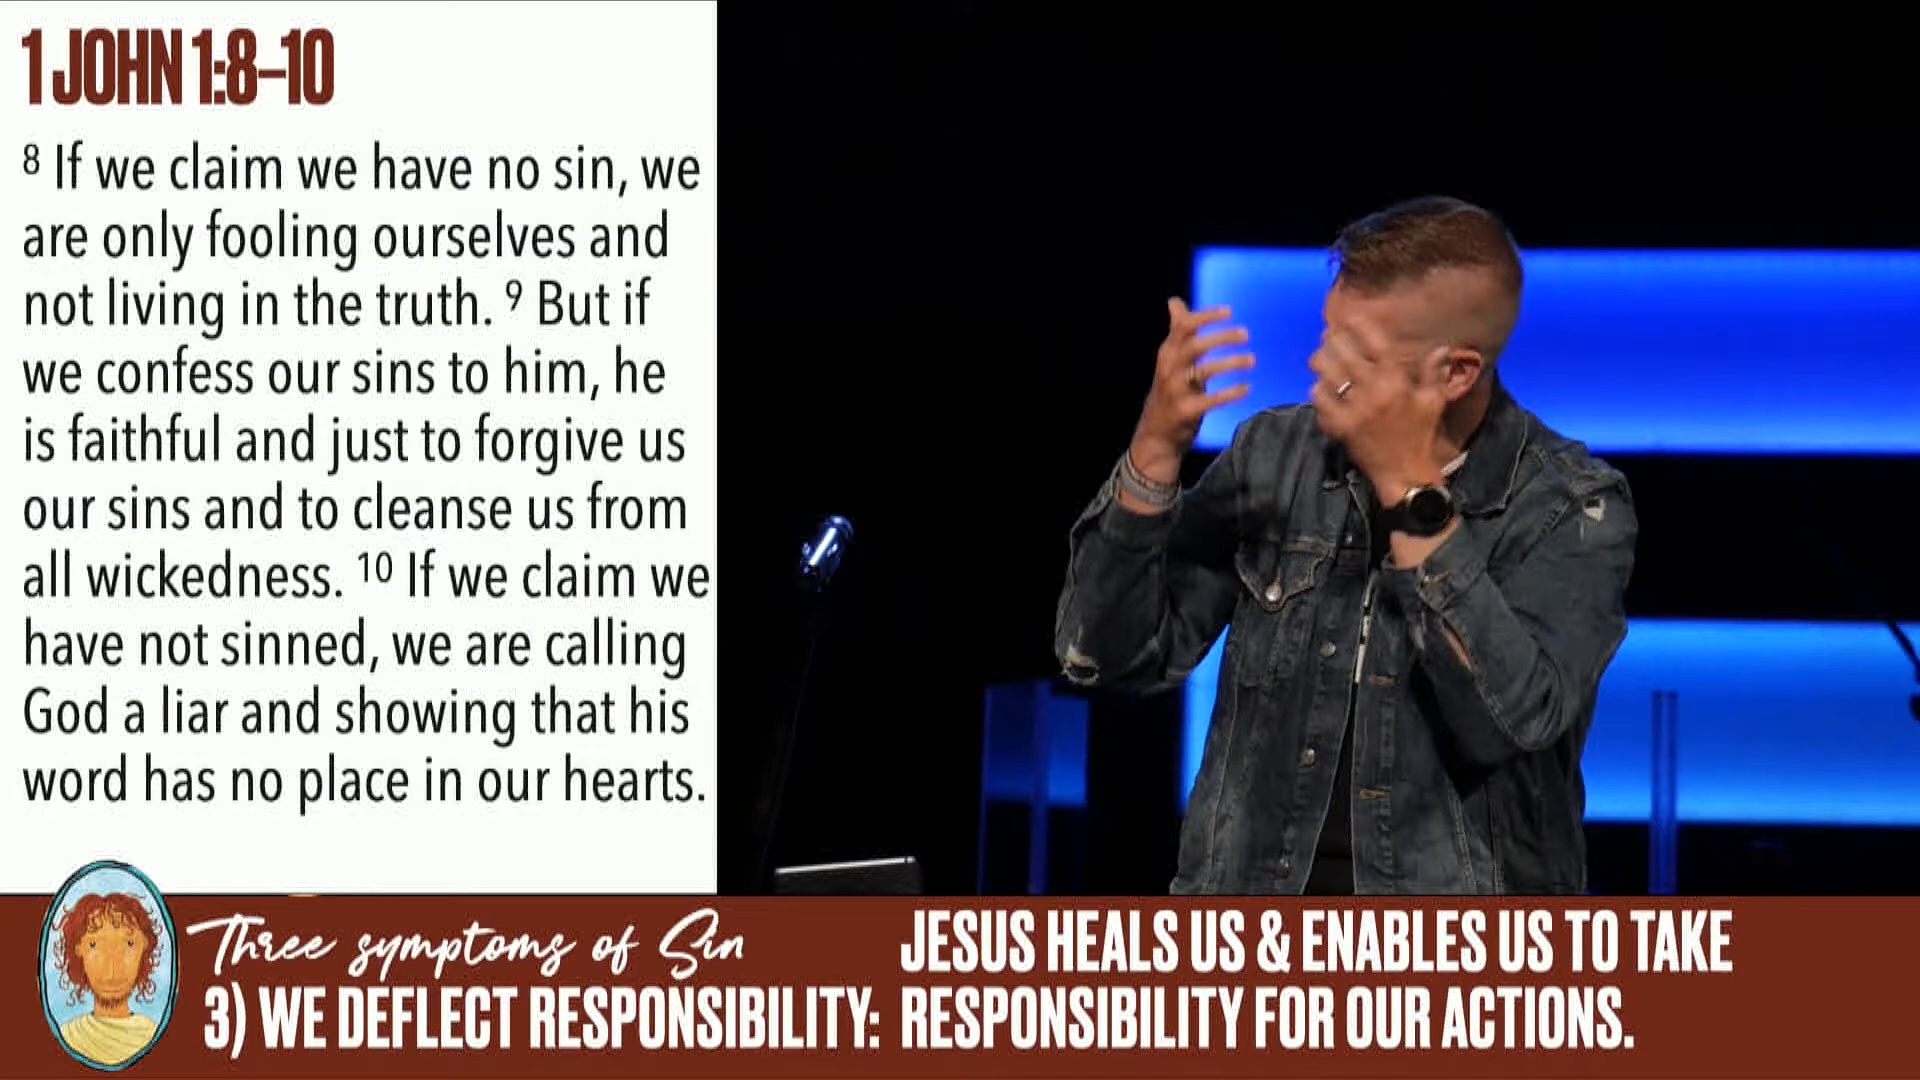 1 JOHN 1:8–10
8 If we claim we have no sin, we
are only fooling ourselves and
not living in the truth. 9 But if
we confess our sins to him, he
is faithful and just to forgive us
our sins and to cleanse us from
all wickedness. 10 If we claim we
have not sinned, we are calling
God a liar and showing that his
word has no place in our hearts.
Three symptoms of Sin
3) WE DEFLECT RESPONSIBILITY:
JESUS HEALS US & ENABLES US TO TAKE
RESPONSIBILITY FOR OUR ACTIONS.